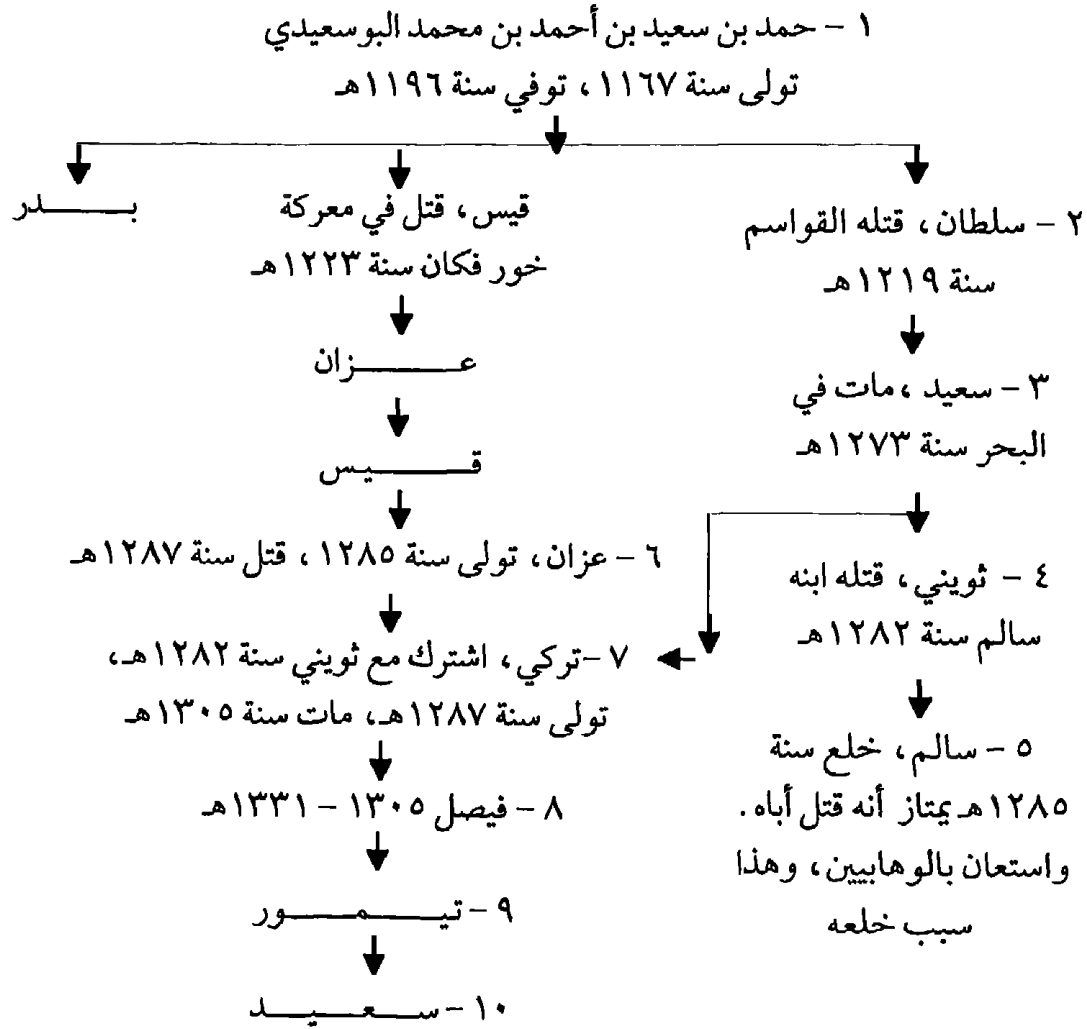 ١ – حمد بن سعيد بن أحمد بن محمد البوسعيدي
تولى سنة ١١٦٧ ، توفي سنة ١١٩٦هـ
٢ – سلطان، قتله القواسم
سنة ١٢١٩هـ
قيس، قتل في معركة
خور فكان سنة ١٢٢٣هـ
بـــــدر
عـــــزان
٣ – سعيد ،مات في
البحر سنة ١٢٧٣هـ
قـــــيس
٤ – ثويني، قتله ابنه
سالم سنة ١٢٨٢هـ
٦ – عزان، تولى سنة ١٢٨٥ ، قتل سنة ١٢٨٧هـ
٧ –تركي، اشترك مع ثويني سنة ١٢٨٢هـ،
تولى سنة ١٢٨٧هـ، مات سنة ١٣٠٥هـ
٥ – سالم، خلع سنة
١٢٨٥هـ يمتاز أنه قتل أباه.
واستعان بالوهابيين، وهذا
سبب خلعه
٨ – فيصل ١٣٠٥ – ١٣٣١هـ
٩ – تيـــمـــور
١٠ – ســـعـــيـــد